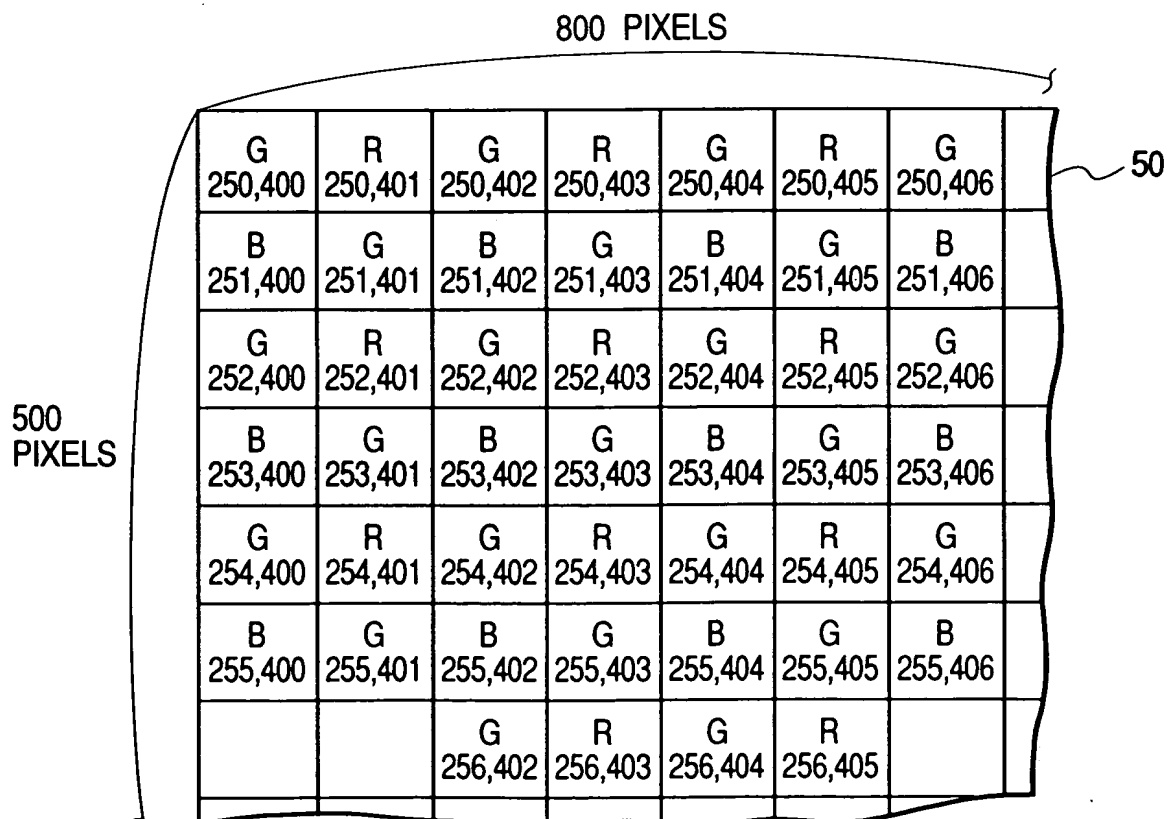 800 PIXELS
G R G R G R G
250,400 250,401 250,402 250,403 250,404 250,405 250,406
50
B G B G B G B
251,400 251,401 251,402 251,403 251,404 251,405 251,406
G R G R G R G
252,400 252,401 252,402 252,403 252,404 252,405 252,406
500
PIXELS
B G B G B G B
253,400 253,401 253,402 253,403 253,404 253,405 253,406
G R G R G R G
254,400 254,401 254,402 254,403 254,404 254,405 254,406
B G B G B G B
255,400 255,401 255,402 255,403 255,404 255,405 255,406
G R G R
256,402 256,403 256,404 256,405